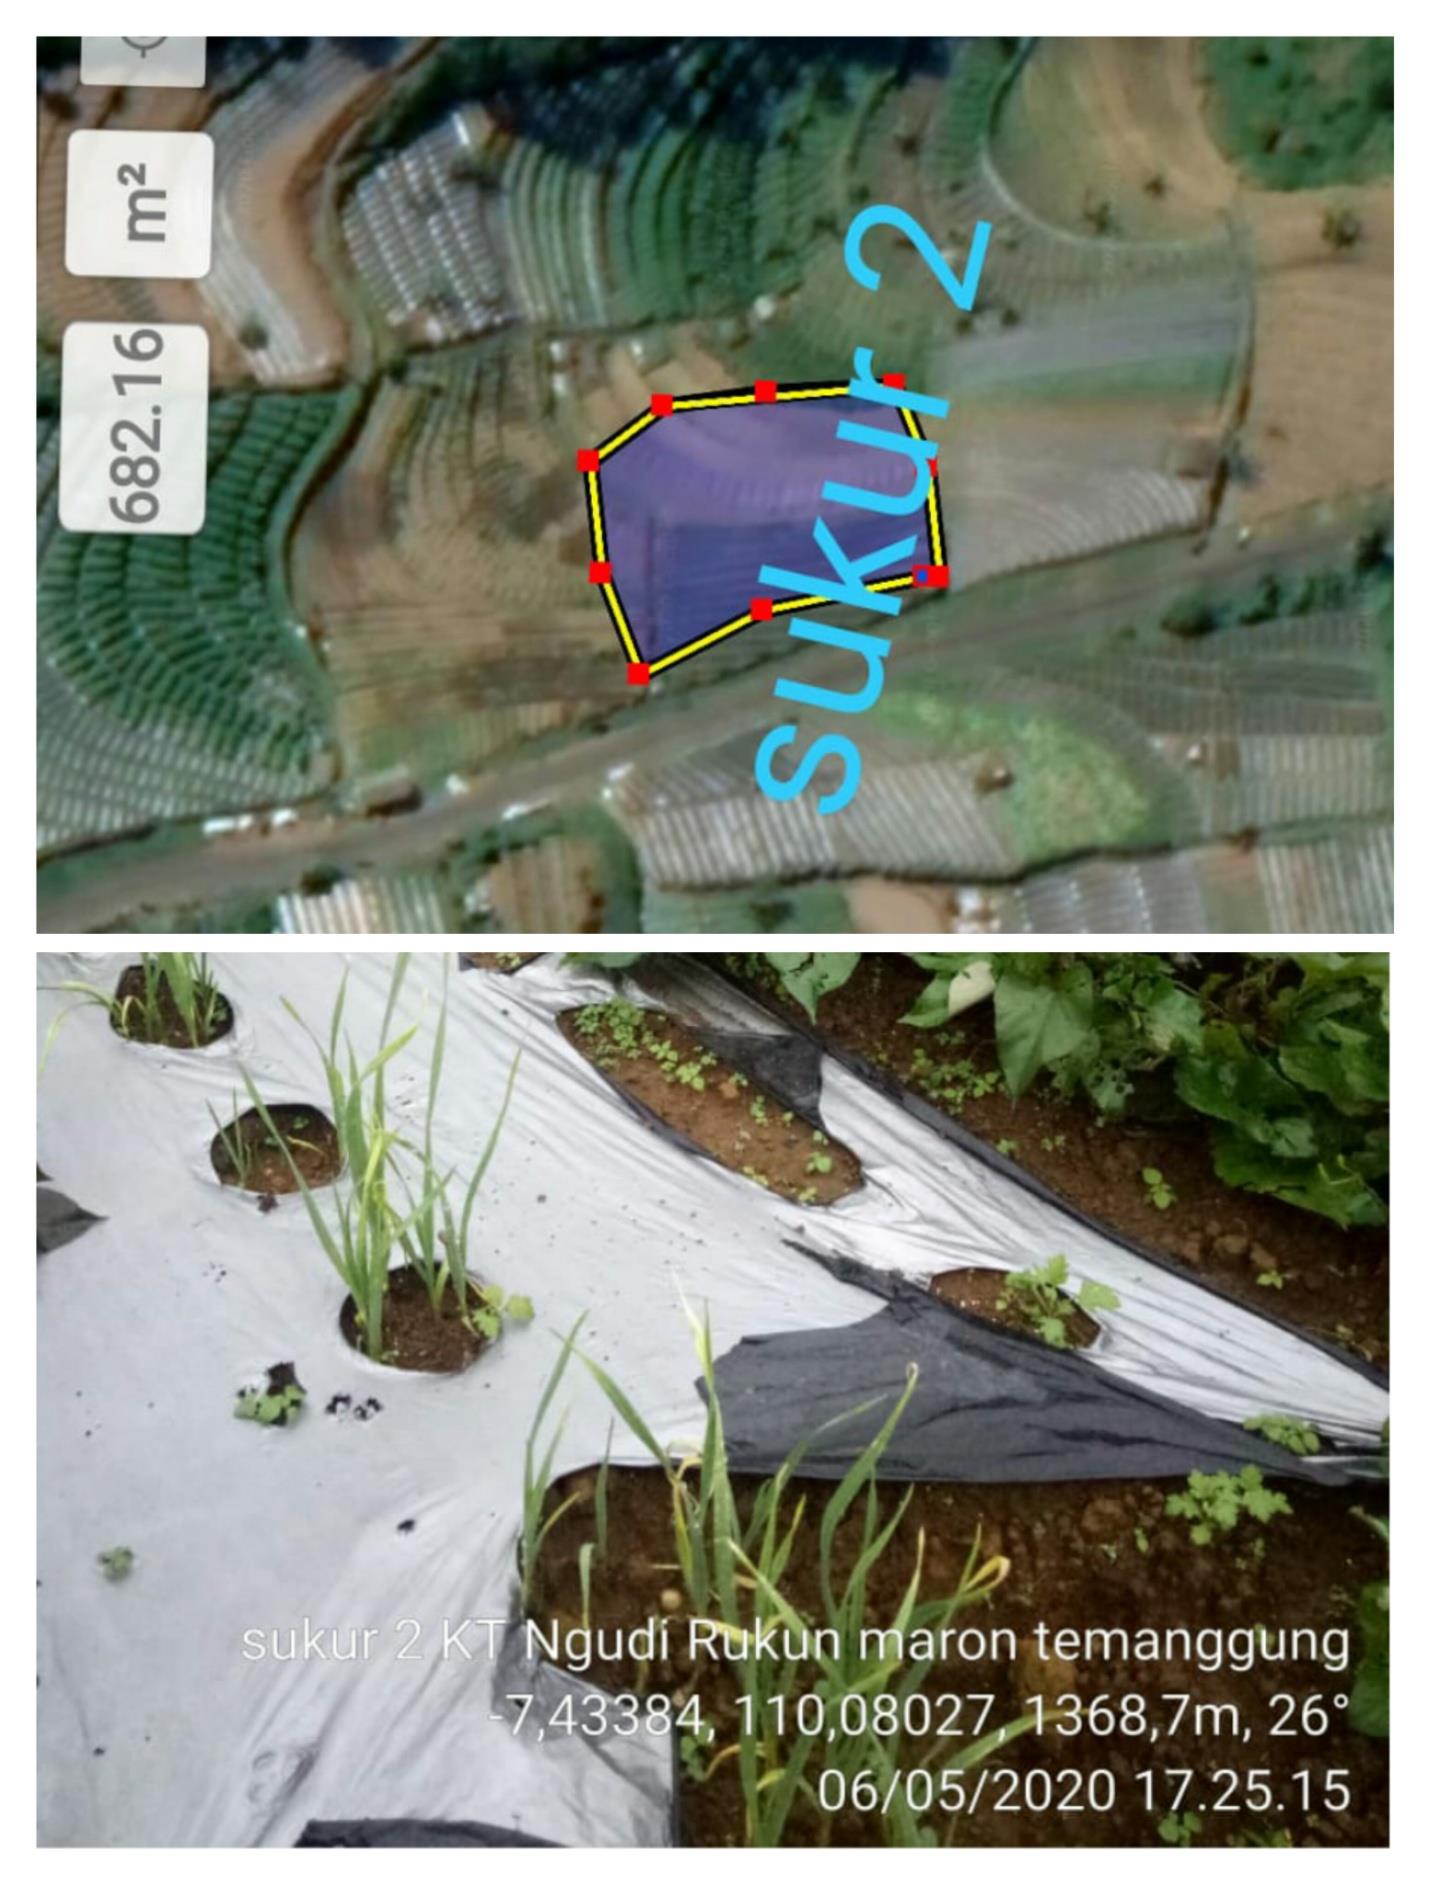 682.16 m²
sukur 2
sukur 2 KT Ngudi Rukun maron temanggung
-7,43384, 110,08027, 1368,7m, 26°
06/05/2020 17.25.15